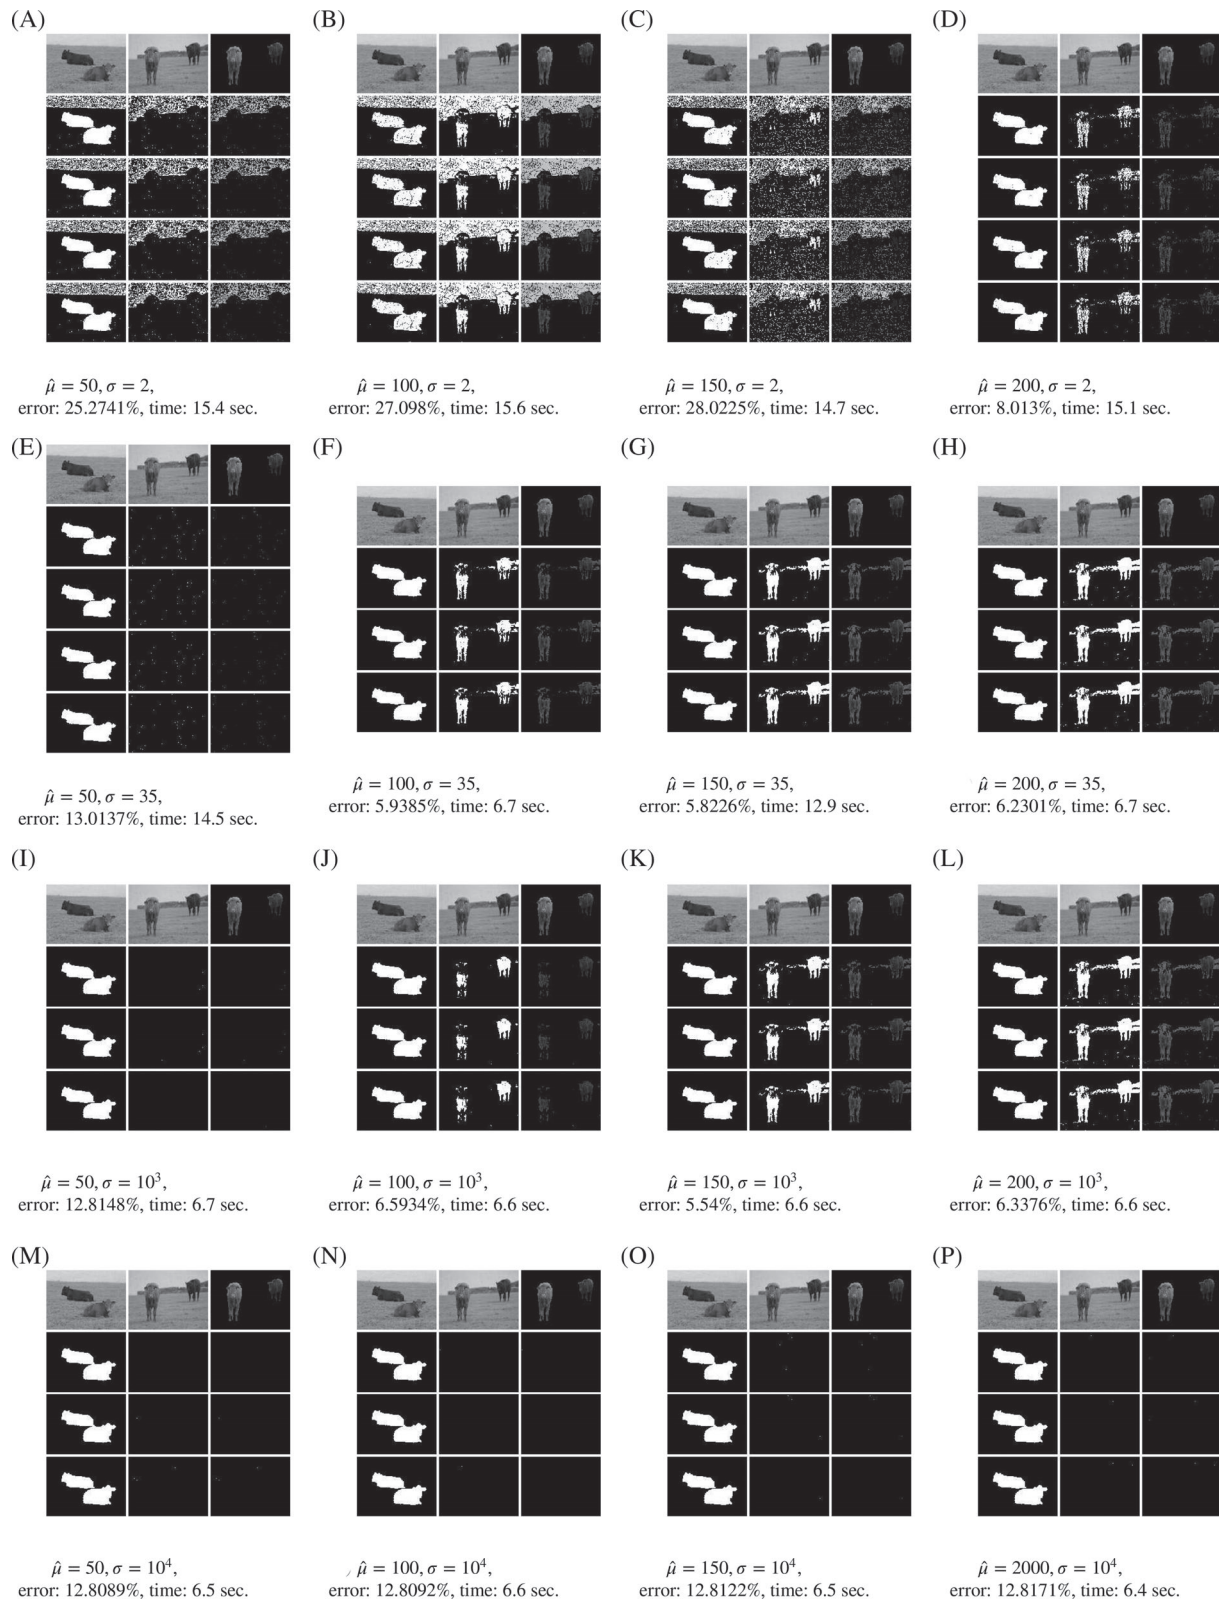 (A) (B) (C) (D)
μ̂ = 50, σ = 2, μ̂ = 100, σ = 2, μ̂ = 150, σ = 2, μ̂ = 200, σ = 2,
error: 25.2741%, time: 15.4 sec. error: 27.098%, time: 15.6 sec. error: 28.0225%, time: 14.7 sec. error: 8.013%, time: 15.1 sec.
(E) (F) (G) (H)
μ̂ = 50, σ = 35, μ̂ = 100, σ = 35, μ̂ = 150, σ = 35, μ̂ = 200, σ = 35,
error: 13.0137%, time: 14.5 sec. error: 5.9385%, time: 6.7 sec. error: 5.8226%, time: 12.9 sec. error: 6.2301%, time: 6.7 sec.
(I) (J) (K) (L)
μ̂ = 50, σ = 10³, μ̂ = 100, σ = 10³, μ̂ = 150, σ = 10³, μ̂ = 200, σ = 10³,
error: 12.8148%, time: 6.7 sec. error: 6.5934%, time: 6.6 sec. error: 5.54%, time: 6.6 sec. error: 6.3376%, time: 6.6 sec.
(M) (N) (O) (P)
μ̂ = 50, σ = 10⁴, μ̂ = 100, σ = 10⁴, μ̂ = 150, σ = 10⁴, μ̂ = 2000, σ = 10⁴,
error: 12.8089%, time: 6.5 sec. error: 12.8092%, time: 6.6 sec. error: 12.8122%, time: 6.5 sec. error: 12.8171%, time: 6.4 sec.